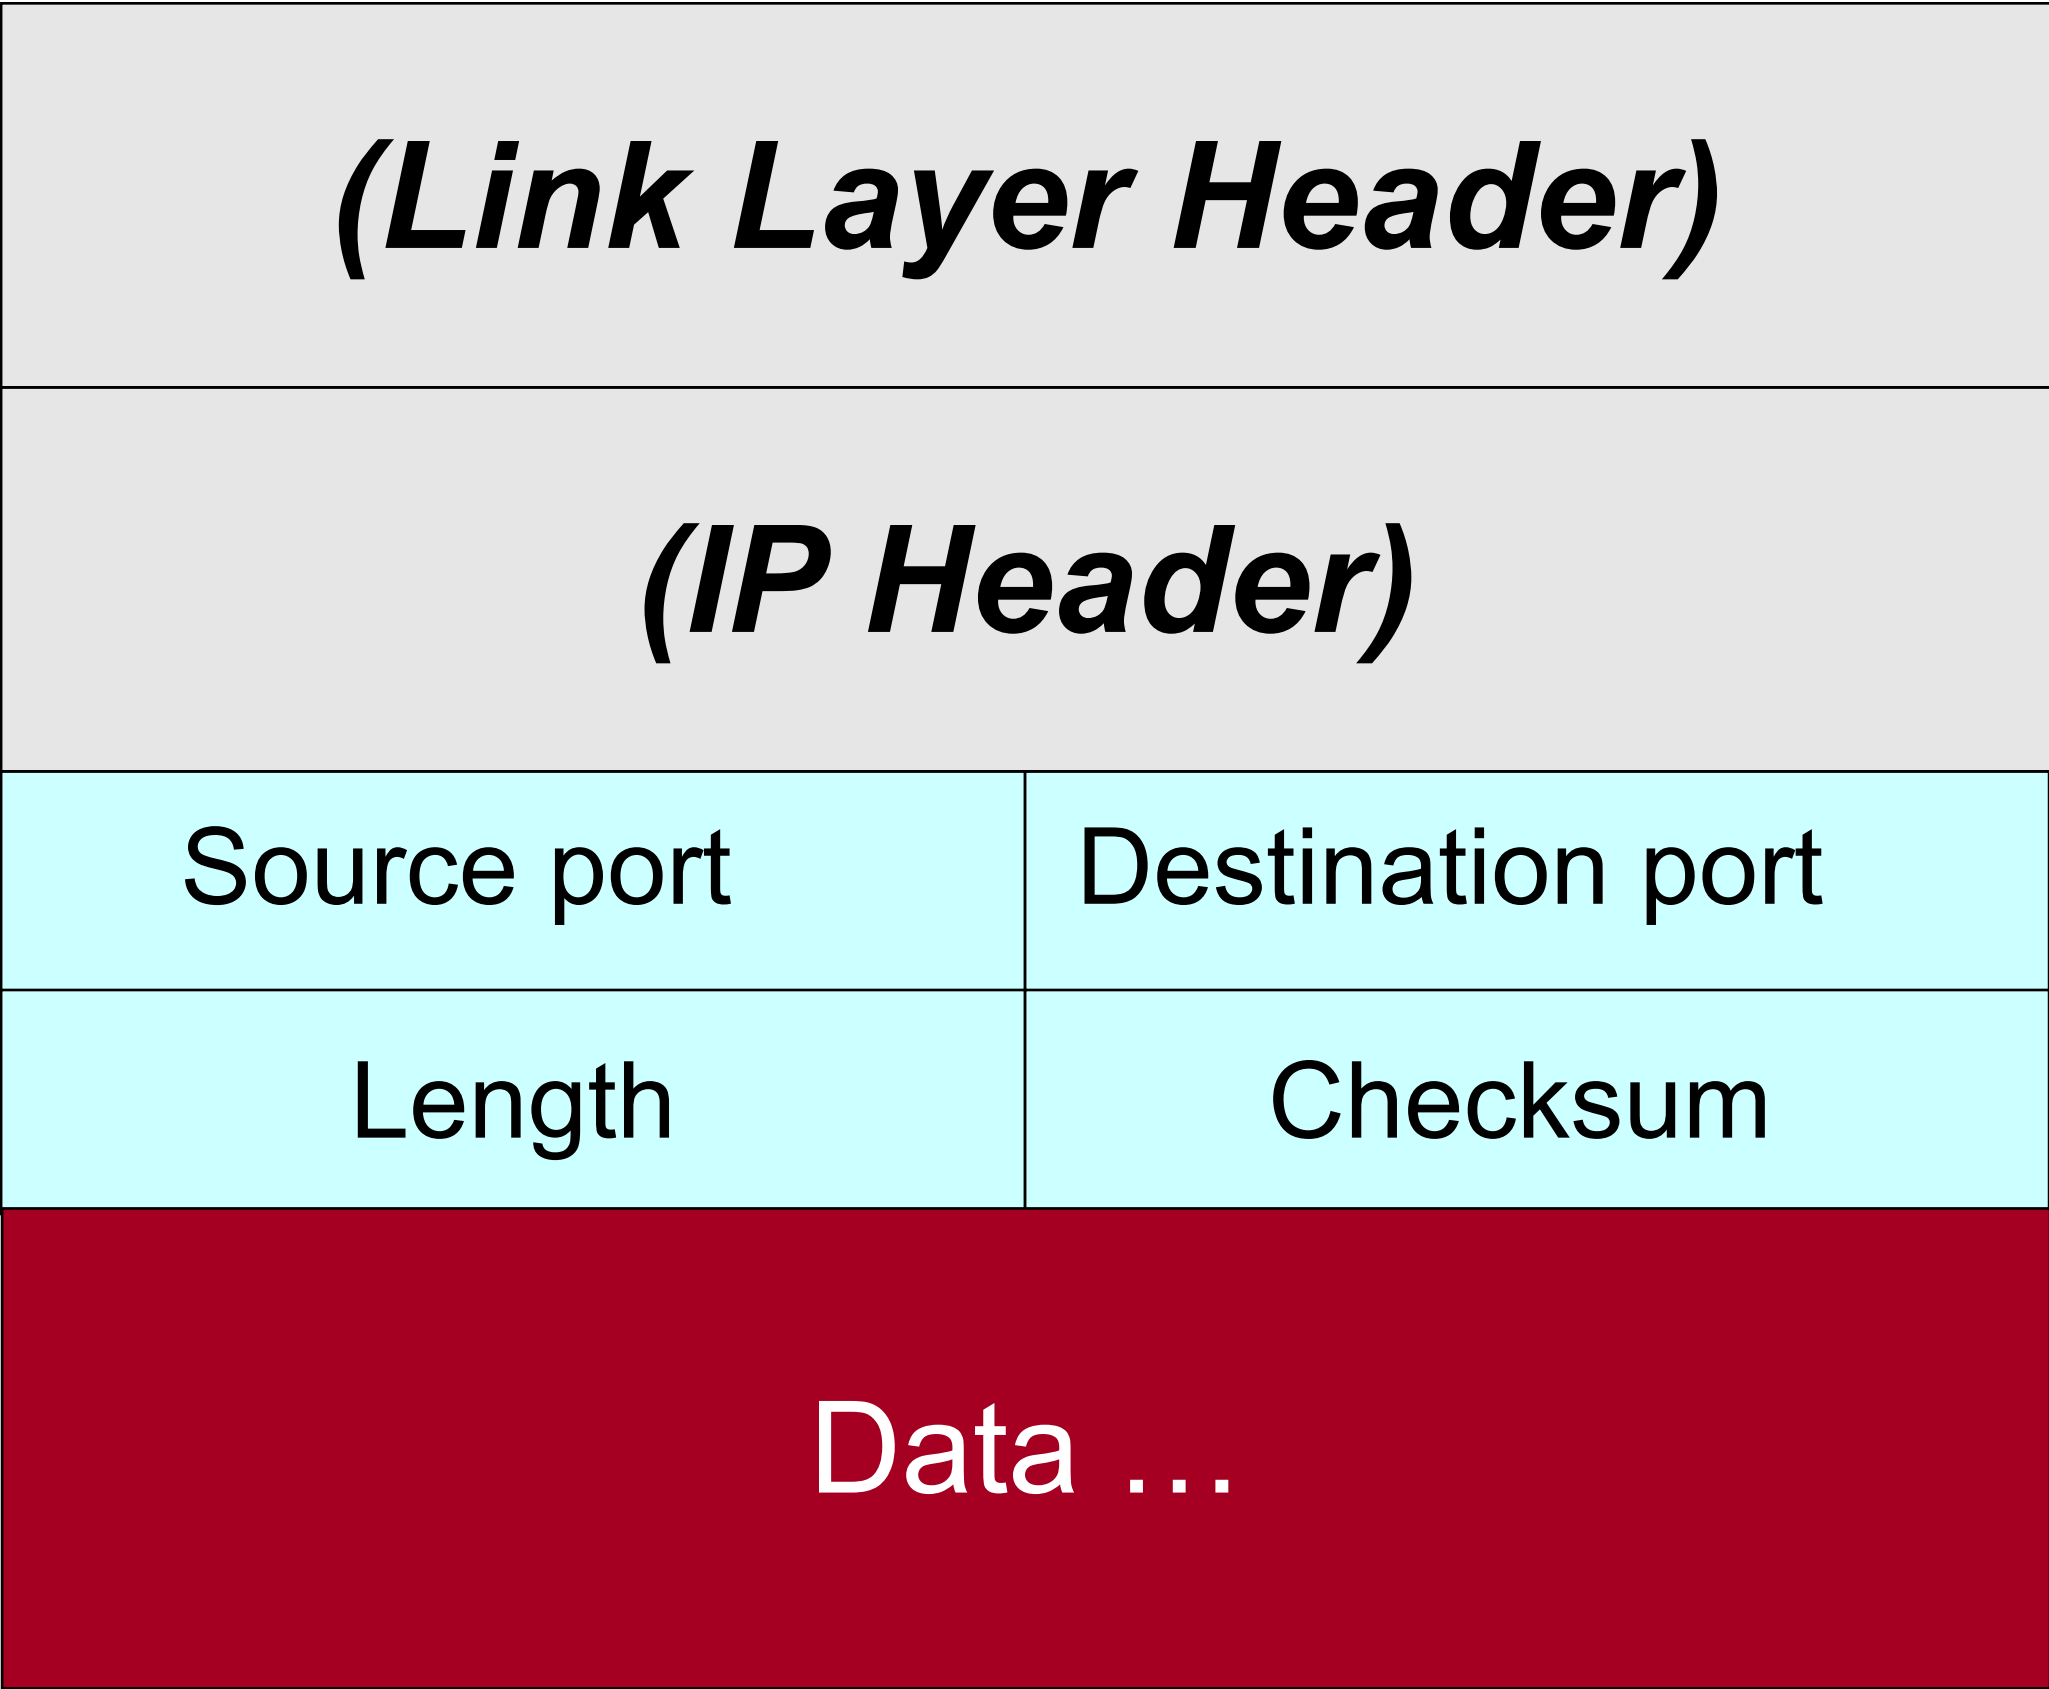 (Link Layer Header)
(IP Header)
Source port Destination port
Length Checksum
Data ...